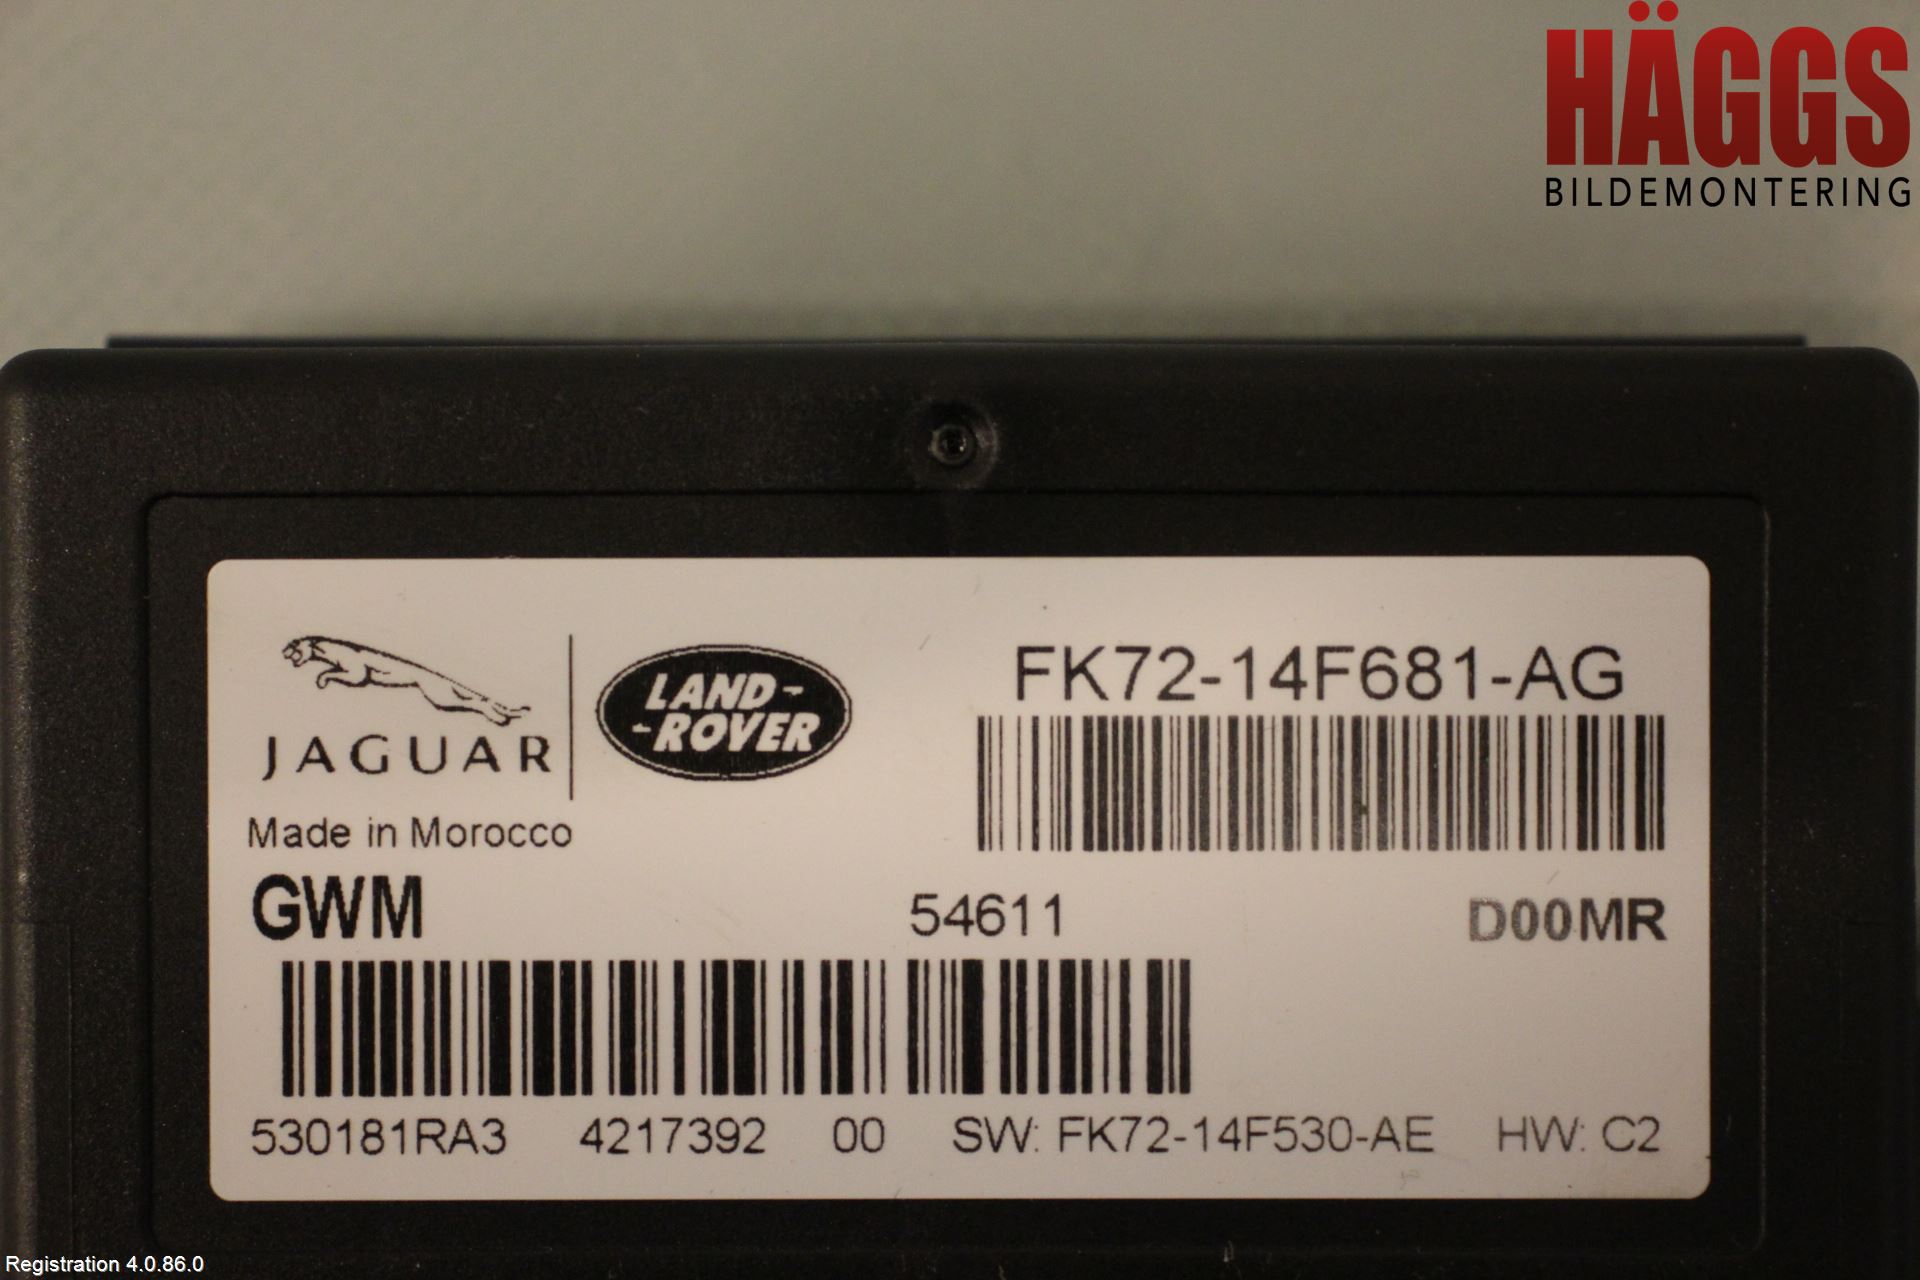 HÄGGS
BILDEMONTERING
JAGUAR
LAND-
-ROVER
FK72-14F681-AG
Made in Morocco
GWM
54611
D00MR
530181RA3 4217392 00 SW: FK72-14F530-AE HW: C2
Registration 4.0.86.0